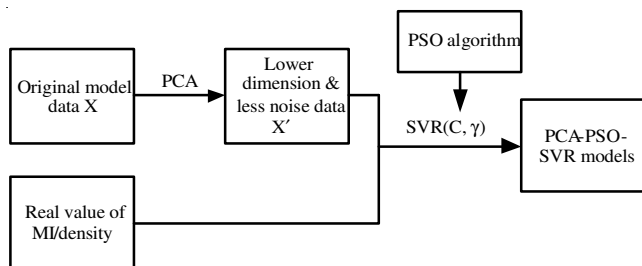 Original model
data X
PCA
Lower
dimension &
less noise data
X′
PSO algorithm
SVR(C, γ)
PCA-PSO-
SVR models
Real value of
MI/density